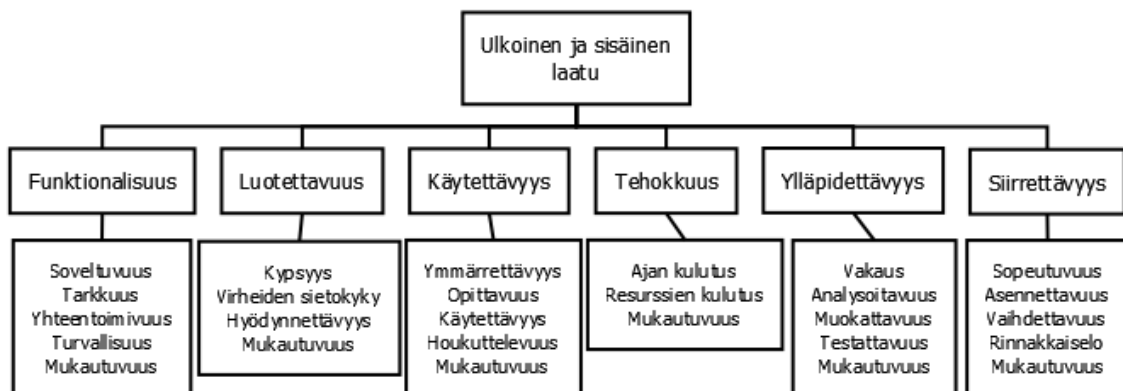 Ulkoinen ja sisäinen
laatu
Funktionalisuus
Luotettavuus
Käytettävyys
Tehokkuus
Ylläpidettävyys
Siirrettävyys
Soveltuvuus
Tarkkuus
Yhteentoimivuus
Turvallisuus
Mukautuvuus
Kypsyys
Virheiden sietokyky
Hyödynnettävyys
Mukautuvuus
Ymmärrettävyys
Opittavuus
Käytettävyys
Houkuttelevuus
Mukautuvuus
Ajan kulutus
Resurssien kulutus
Mukautuvuus
Vakaus
Analysoitavuus
Muokattavuus
Testattavuus
Mukautuvuus
Sopeutuvuus
Asennettavuus
Vaihdettavuus
Rinnakkaiselo
Mukautuvuus